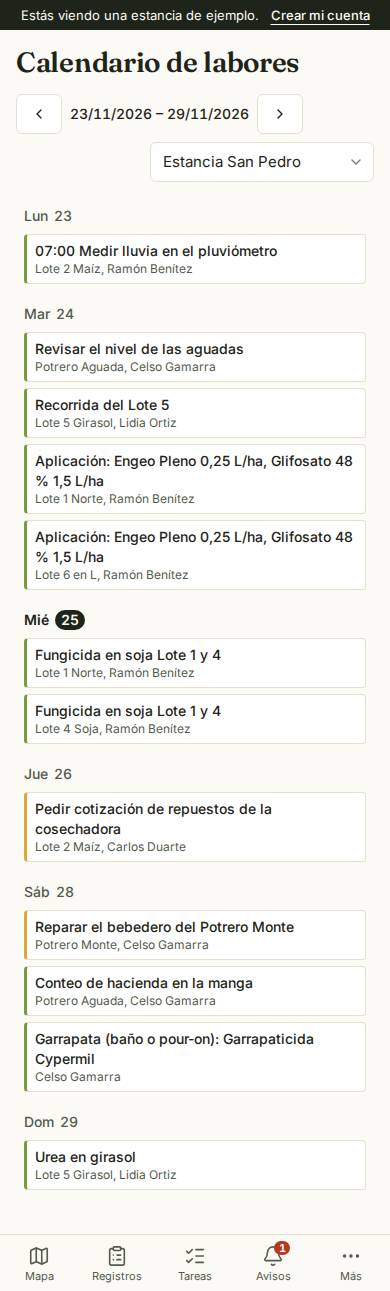 Estás viendo una estancia de ejemplo. Crear mi cuenta
Calendario de labores
23/11/2026 – 29/11/2026
Estancia San Pedro
Lun 23
07:00 Medir lluvia en el pluviómetro
Lote 2 Maíz, Ramón Benítez
Mar 24
Revisar el nivel de las aguadas
Potrero Aguada, Celso Gamarra
Recorrida del Lote 5
Lote 5 Girasol, Lidia Ortiz
Aplicación: Engeo Pleno 0,25 L/ha, Glifosato 48
% 1,5 L/ha
Lote 1 Norte, Ramón Benítez
Aplicación: Engeo Pleno 0,25 L/ha, Glifosato 48
% 1,5 L/ha
Lote 6 en L, Ramón Benítez
Mié 25
Fungicida en soja Lote 1 y 4
Lote 1 Norte, Ramón Benítez
Fungicida en soja Lote 1 y 4
Lote 4 Soja, Ramón Benítez
Jue 26
Pedir cotización de repuestos de la
cosechadora
Lote 2 Maíz, Carlos Duarte
Sáb 28
Reparar el bebedero del Potrero Monte
Potrero Monte, Celso Gamarra
Conteo de hacienda en la manga
Potrero Aguada, Celso Gamarra
Garrapata (baño o pour-on): Garrapaticida
Cypermil
Celso Gamarra
Dom 29
Urea en girasol
Lote 5 Girasol, Lidia Ortiz
1
Mapa Registros Tareas Avisos Más